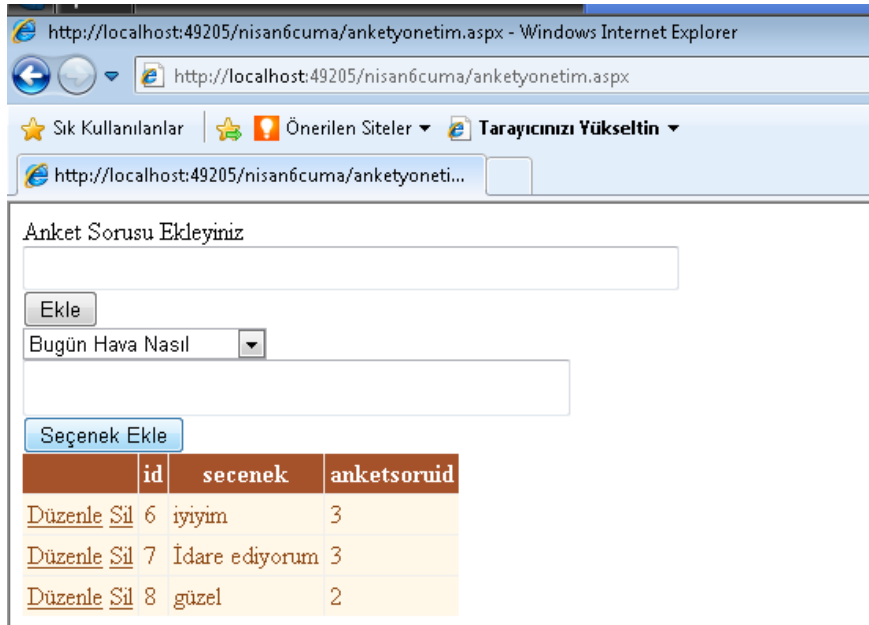 http://localhost:49205/nisan6cuma/anketyonetim.aspx - Windows Internet Explorer
http://localhost:49205/nisan6cuma/anketyonetim.aspx
Sık Kullanılanlar Önerilen Siteler Tarayıcınızı Yükseltin
http://localhost:49205/nisan6cuma/anketyoneti...
Anket Sorusu Ekleyiniz
Ekle
Bugün Hava Nasıl
Seçenek Ekle
id secenek anketsoruid
Düzenle Sil 6 iyiyim 3
Düzenle Sil 7 İdare ediyorum 3
Düzenle Sil 8 güzel 2